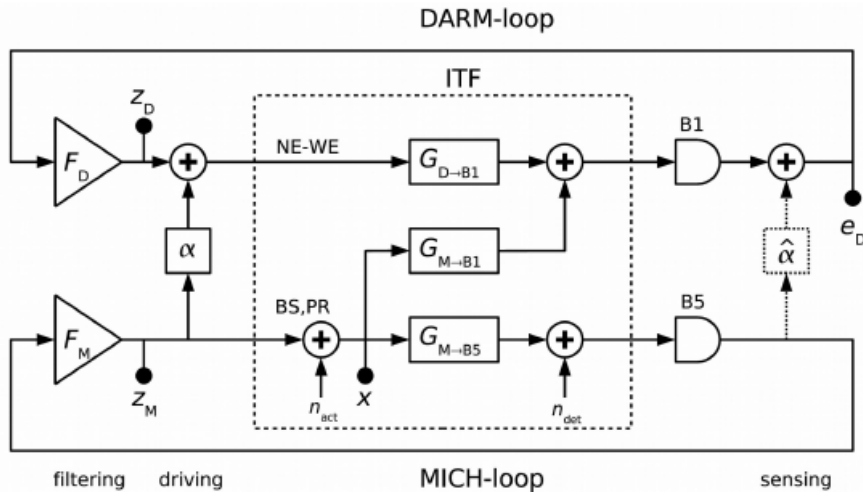 DARM-loop
ITF
z_D
B1
F_D
+
NE-WE
G_D→B1
+
+
e_D
α
G_M→B1
α̂
BS,PR
B5
F_M
+
G_M→B5
+
z_M
n_act
x
n_det
filtering driving
MICH-loop
sensing